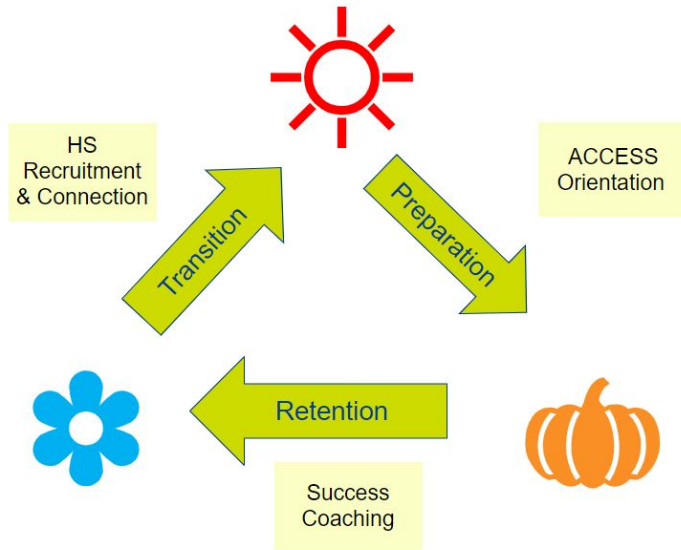 HS
Recruitment
& Connection
Transition
Preparation
ACCESS
Orientation
Retention
Success
Coaching